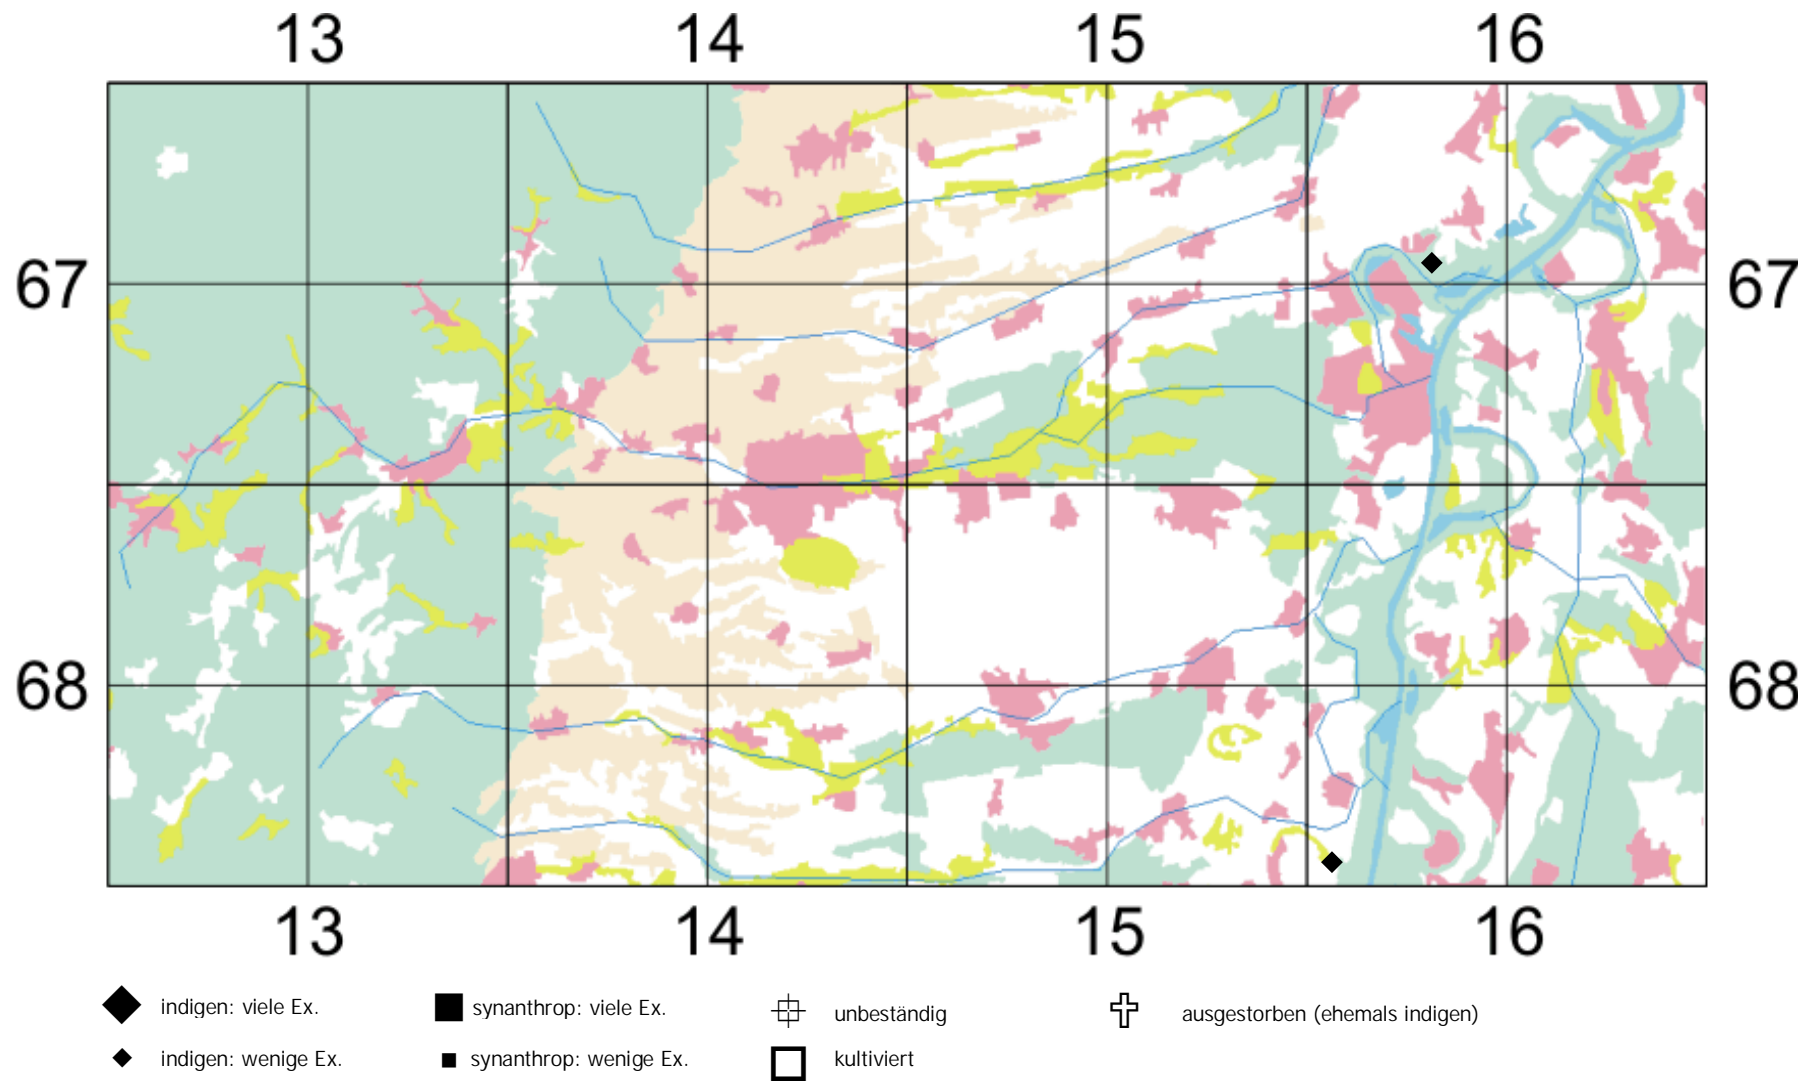 13 14 15 16
67 67
68 68
13 14 15 16
indigen: viele Ex. synanthrop: viele Ex. unbeständig ausgestorben (ehemals indigen)
indigen: wenige Ex. synanthrop: wenige Ex. kultiviert